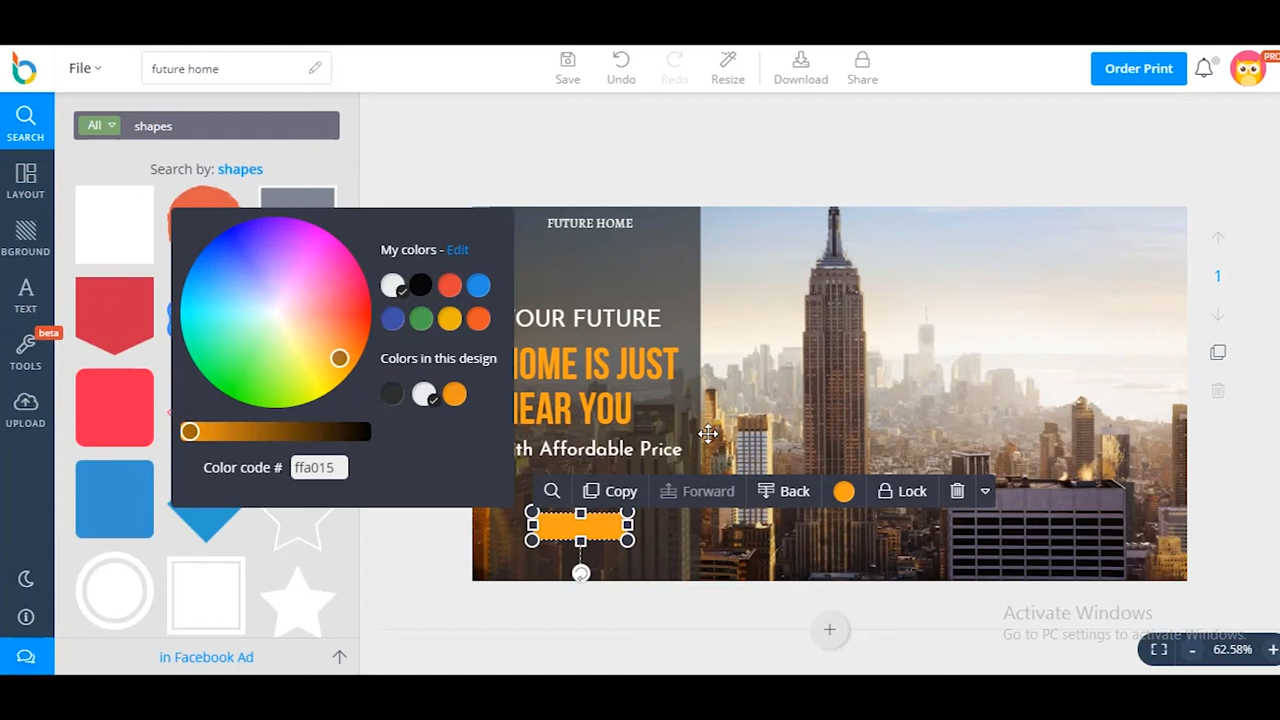 File
future home
Save
Undo
Redo
Resize
Download
Share
Order Print
PRO
SEARCH
LAYOUT
BGROUND
TEXT
beta
TOOLS
UPLOAD
All
shapes
Search by: shapes
My colors - Edit
Colors in this design
Color code #
ffa015
in Facebook Ad
FUTURE HOME
OUR FUTURE
HOME IS JUST
NEAR YOU
th Affordable Price
Copy
Forward
Back
Lock
1
Activate Windows
Go to PC settings to activate Windows.
- 62.58% +